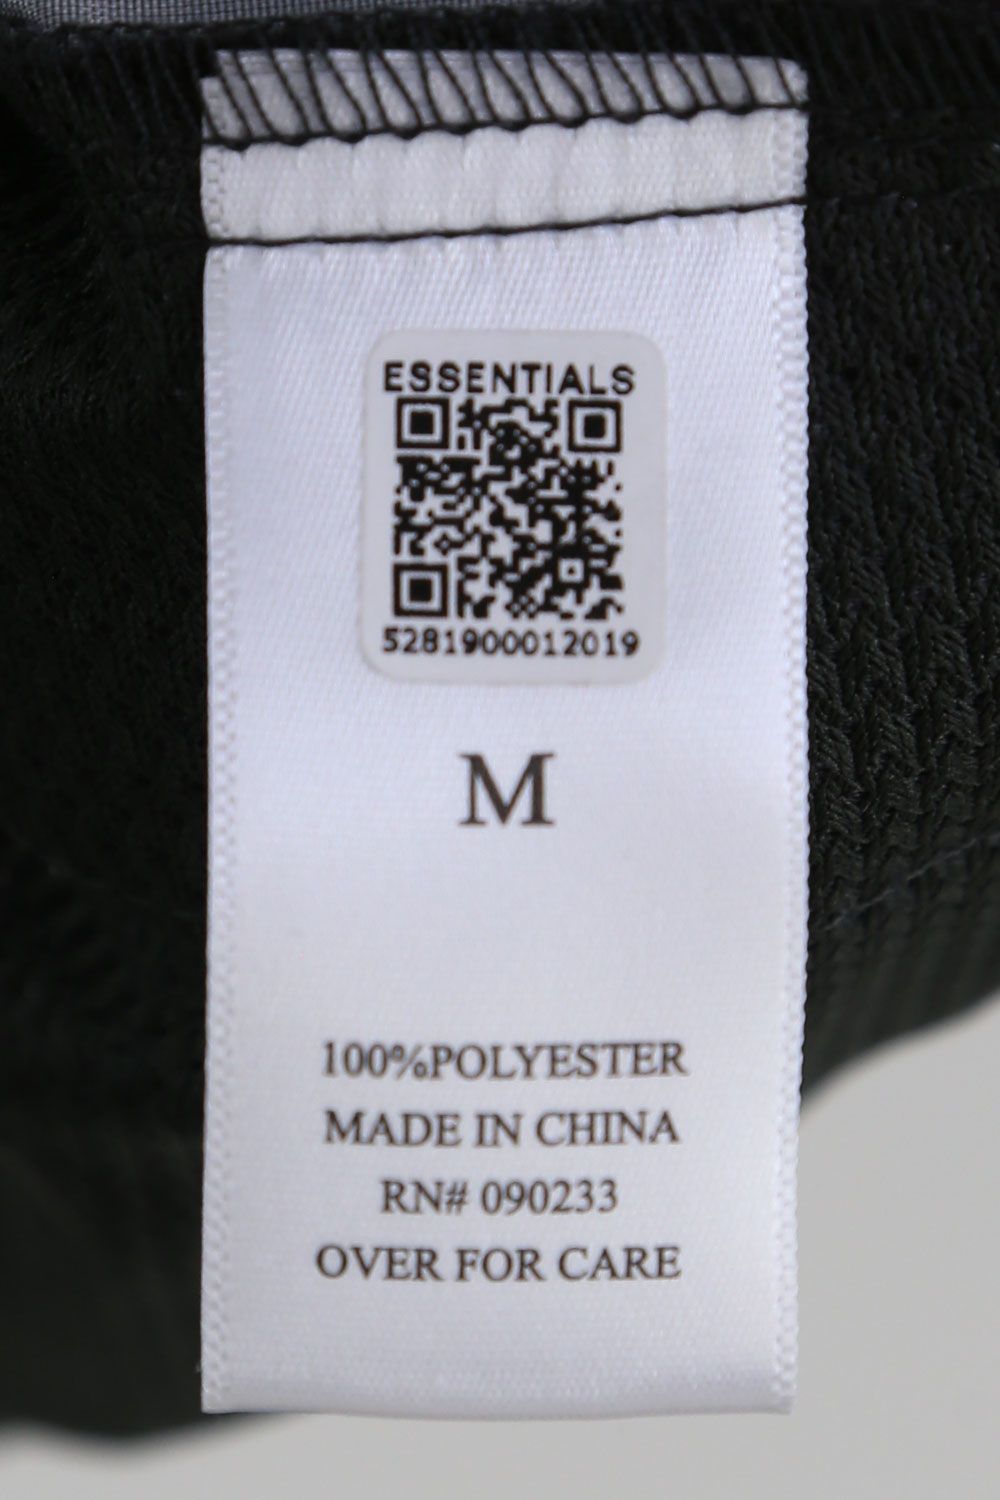 ESSENTIALS
5281900012019
M
100%POLYESTER
MADE IN CHINA
RN# 090233
OVER FOR CARE